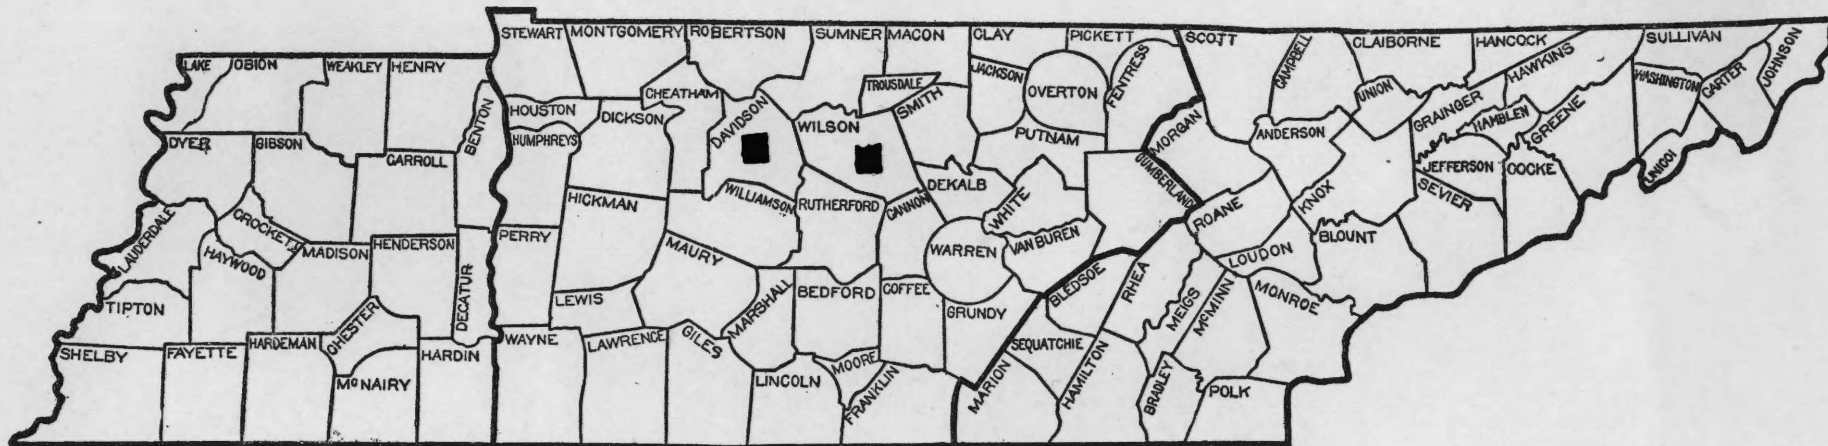 STEWART
MONTGOMERY
ROBERTSON
SUMNER
MACON
CLAY
PICKETT
SCOTT
CAMPBELL
CLAIBORNE
HANCOCK
HAWKINS
SULLIVAN
JOHNSON
LAKE
OBION
WEAKLEY
HENRY
BENTON
HOUSTON
HUMPHREYS
DICKSON
CHEATHAM
DAVIDSON
WILSON
TROUSDALE
SMITH
JACKSON
OVERTON
FENTRESS
PUTNAM
MORGAN
ANDERSON
UNION
GRAINGER
HAMBLEN
GREENE
WASHINGTON
CARTER
UNICOI
DYER
GIBSON
CARROLL
HICKMAN
WILLIAMSON
RUTHERFORD
CANNON
DEKALB
WHITE
CUMBERLAND
ROANE
KNOX
JEFFERSON
COCKE
SEVIER
LAUDERDALE
CROCKETT
HAYWOOD
MADISON
HENDERSON
DECATUR
PERRY
MAURY
WARREN
VAN BUREN
BLEDSOE
RHEA
LOUDON
BLOUNT
TIPTON
CHESTER
LEWIS
MARSHALL
BEDFORD
COFFEE
GRUNDY
MEIGS
MCMINN
MONROE
SHELBY
FAYETTE
HARDEMAN
MCNAIRY
HARDIN
WAYNE
LAWRENCE
GILES
LINCOLN
MOORE
FRANKLIN
MARION
SEQUATCHIE
HAMILTON
BRADLEY
POLK